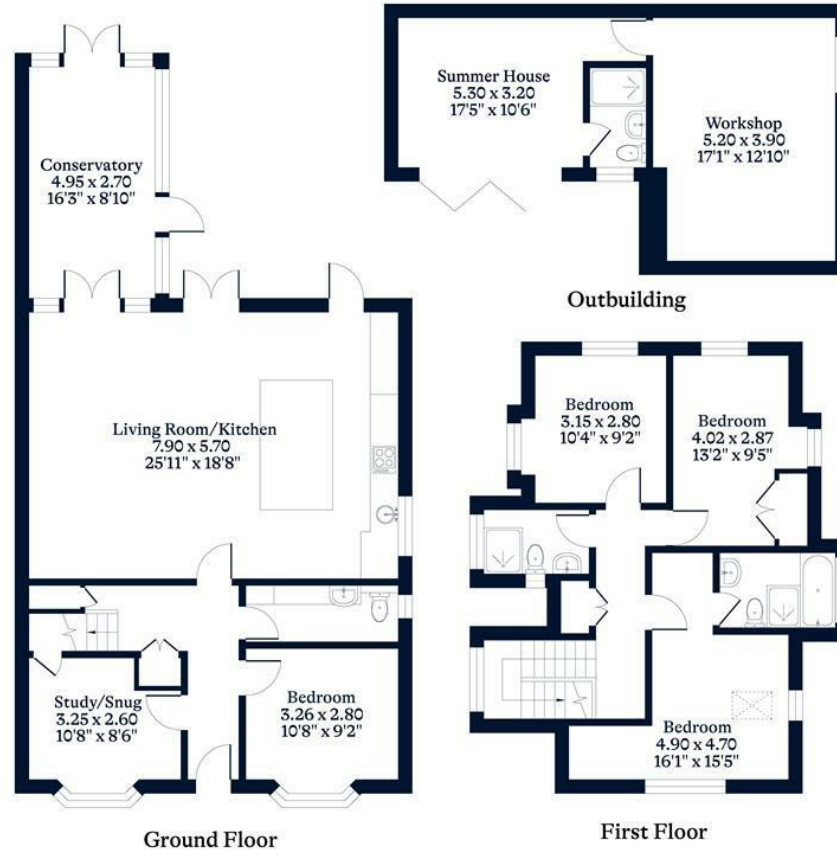 Conservatory
4.95 x 2.70
16'3" x 8'10"
Living Room/Kitchen
7.90 x 5.70
25'11" x 18'8"
Study/Snug
3.25 x 2.60
10'8" x 8'6"
Bedroom
3.26 x 2.80
10'8" x 9'2"
Ground Floor
Summer House
5.30 x 3.20
17'5" x 10'6"
Workshop
5.20 x 3.90
17'1" x 12'10"
Outbuilding
Bedroom
3.15 x 2.80
10'4" x 9'2"
Bedroom
4.02 x 2.87
13'2" x 9'5"
Bedroom
4.90 x 4.70
16'1" x 15'5"
First Floor